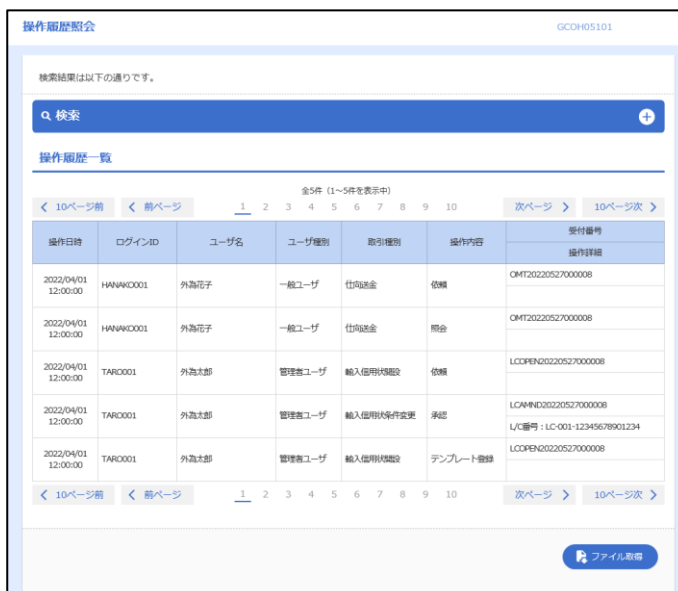 操作履歴照会
GCOH05101
検索結果は以下の通りです。
検索
操作履歴一覧
全5件（1～5件を表示中）
10ページ前 前ページ 1 2 3 4 5 6 7 8 9 10 次ページ 10ページ次
操作日時 ログインID ユーザ名 ユーザ種別 取引種別 操作内容 受付番号
操作詳細
2022/04/01 12:00:00 HANAKO001 外為花子 一般ユーザ 仕向送金 依頼 OMT20220527000008
2022/04/01 12:00:00 HANAKO001 外為花子 一般ユーザ 仕向送金 照会 OMT20220527000008
2022/04/01 12:00:00 TARO001 外為太郎 管理者ユーザ 輸入信用状開設 依頼 LCOPEN20220527000008
2022/04/01 12:00:00 TARO001 外為太郎 管理者ユーザ 輸入信用状条件変更 承認 LCAMND20220527000008
L/C番号：LC-001-12345678901234
2022/04/01 12:00:00 TARO001 外為太郎 管理者ユーザ 輸入信用状開設 テンプレート登録 LCOPEN20220527000008
10ページ前 前ページ 1 2 3 4 5 6 7 8 9 10 次ページ 10ページ次
ファイル取得